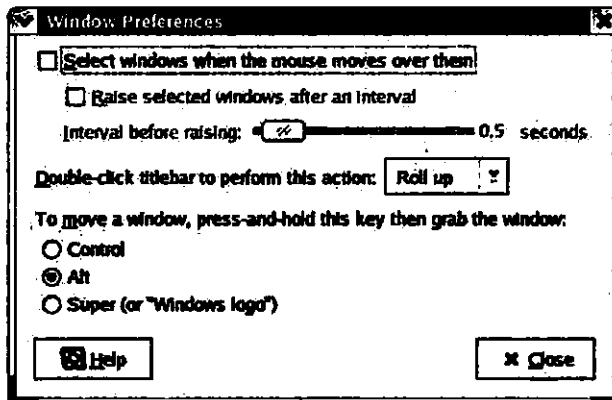 Window Preferences
Select windows when the mouse moves over them
Raise selected windows after an interval
Interval before raising: 0.5 seconds
Double-click titlebar to perform this action: Roll up
To move a window, press-and-hold this key then grab the window:
Control
Alt
Super (or "Windows logo")
Help Close